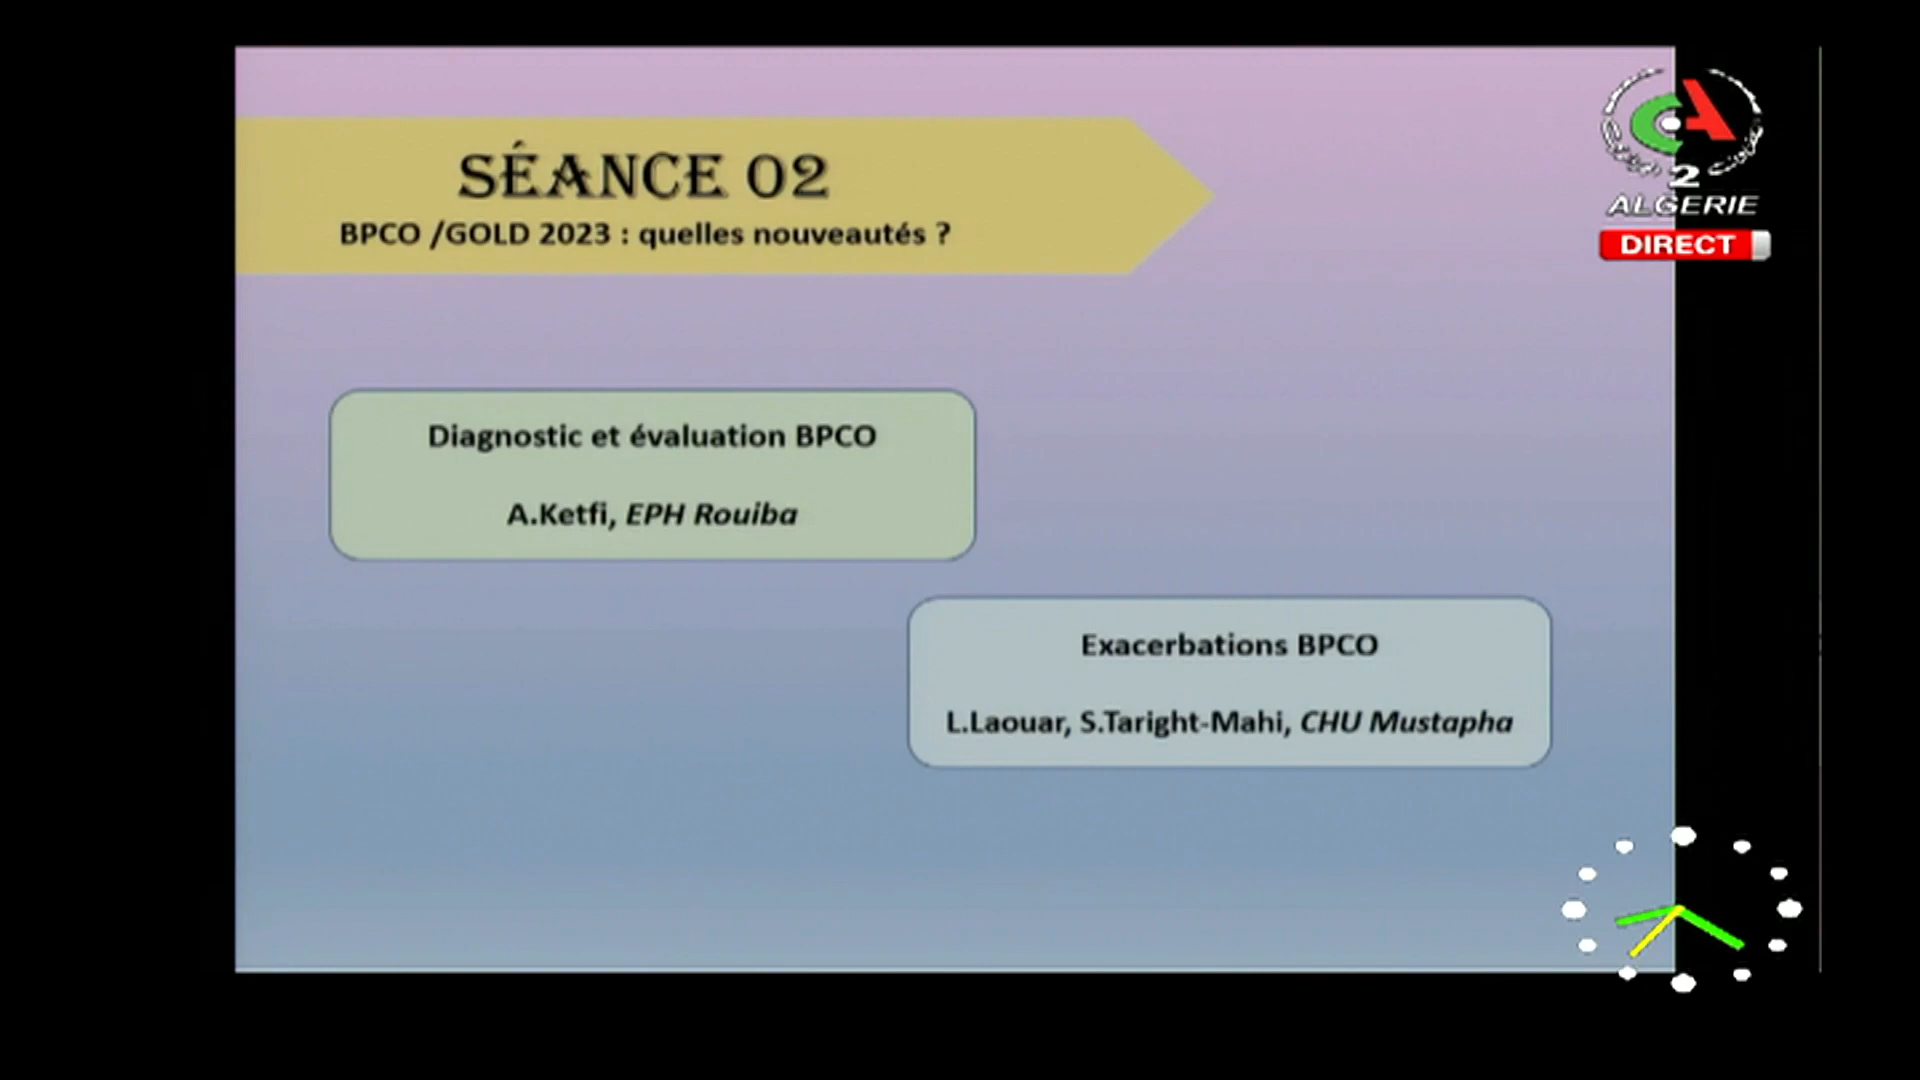 SÉANCE 02
BPCO /GOLD 2023 : quelles nouveautés ?
Diagnostic et évaluation BPCO
A.Ketfi, EPH Rouiba
Exacerbations BPCO
L.Laouar, S.Taright-Mahi, CHU Mustapha
CA
2
ALGERIE
DIRECT